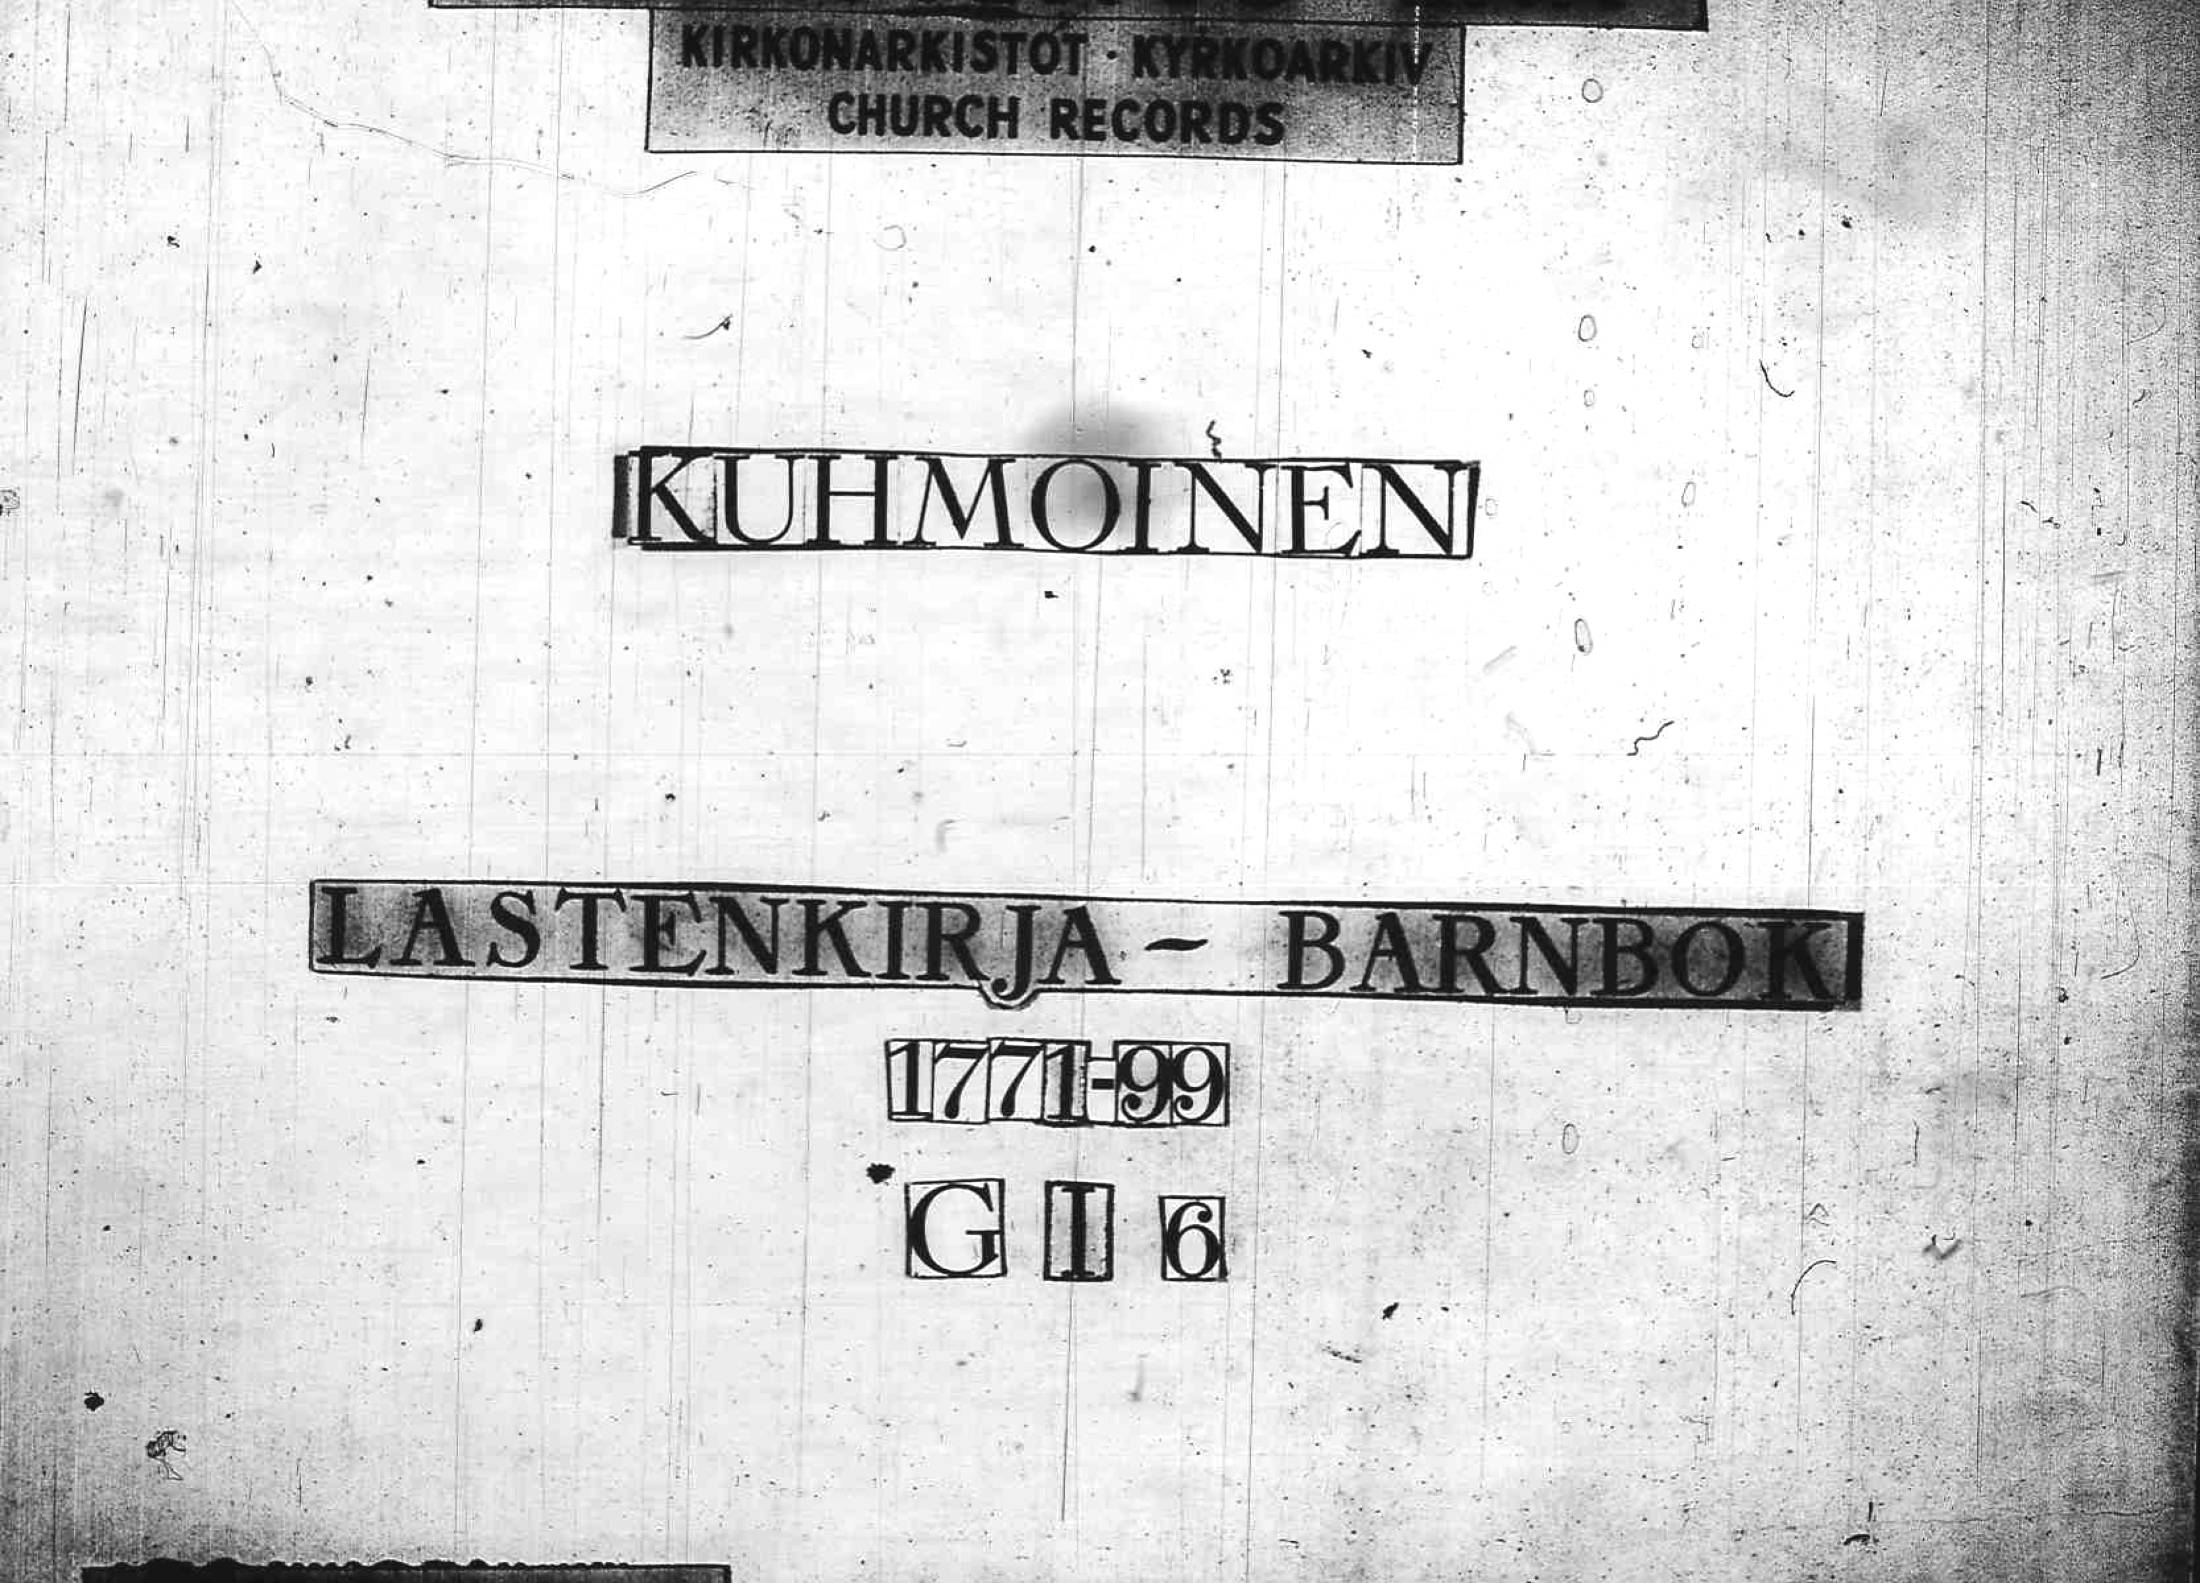 KIRKONARKISTOT · KYRKOARKIV
CHURCH RECORDS
KUHMOINEN
LASTENKIRJA - BARNBOK
1771-99
G I 6